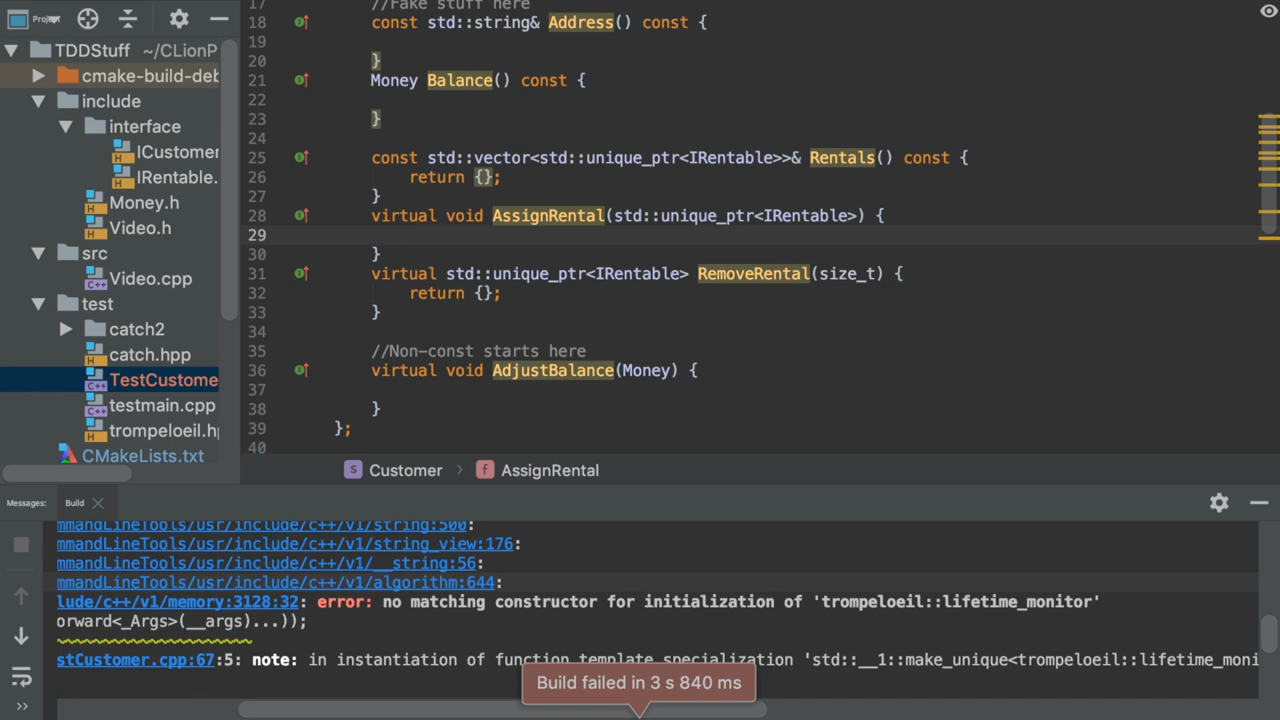 Project
TDDStuff ~/CLionP
cmake-build-deb
include
interface
ICustomer
IRentable.
Money.h
Video.h
src
Video.cpp
test
catch2
catch.hpp
TestCustome
testmain.cpp
trompeloeil.h
CMakeLists.txt
17 //Fake stuff here
18 const std::string& Address() const {
19
20 }
21 Money Balance() const {
22
23 }
24
25 const std::vector<std::unique_ptr<IRentable>>& Rentals() const {
26 return {};
27 }
28 virtual void AssignRental(std::unique_ptr<IRentable>) {
29
30 }
31 virtual std::unique_ptr<IRentable> RemoveRental(size_t) {
32 return {};
33 }
34
35 //Non-const starts here
36 virtual void AdjustBalance(Money) {
37
38 }
39 };
40
S Customer > f AssignRental
Messages: Build
mmandLineTools/usr/include/c++/v1/string:500:
mmandLineTools/usr/include/c++/v1/string_view:176:
mmandLineTools/usr/include/c++/v1/__string:56:
mmandLineTools/usr/include/c++/v1/algorithm:644:
lude/c++/v1/memory:3128:32: error: no matching constructor for initialization of 'trompeloeil::lifetime_monitor'
orward<_Args>(__args)...));
stCustomer.cpp:67:5: note: in instantiation of function template specialization 'std::__1::make_unique<trompeloeil::lifetime_moni
Build failed in 3 s 840 ms